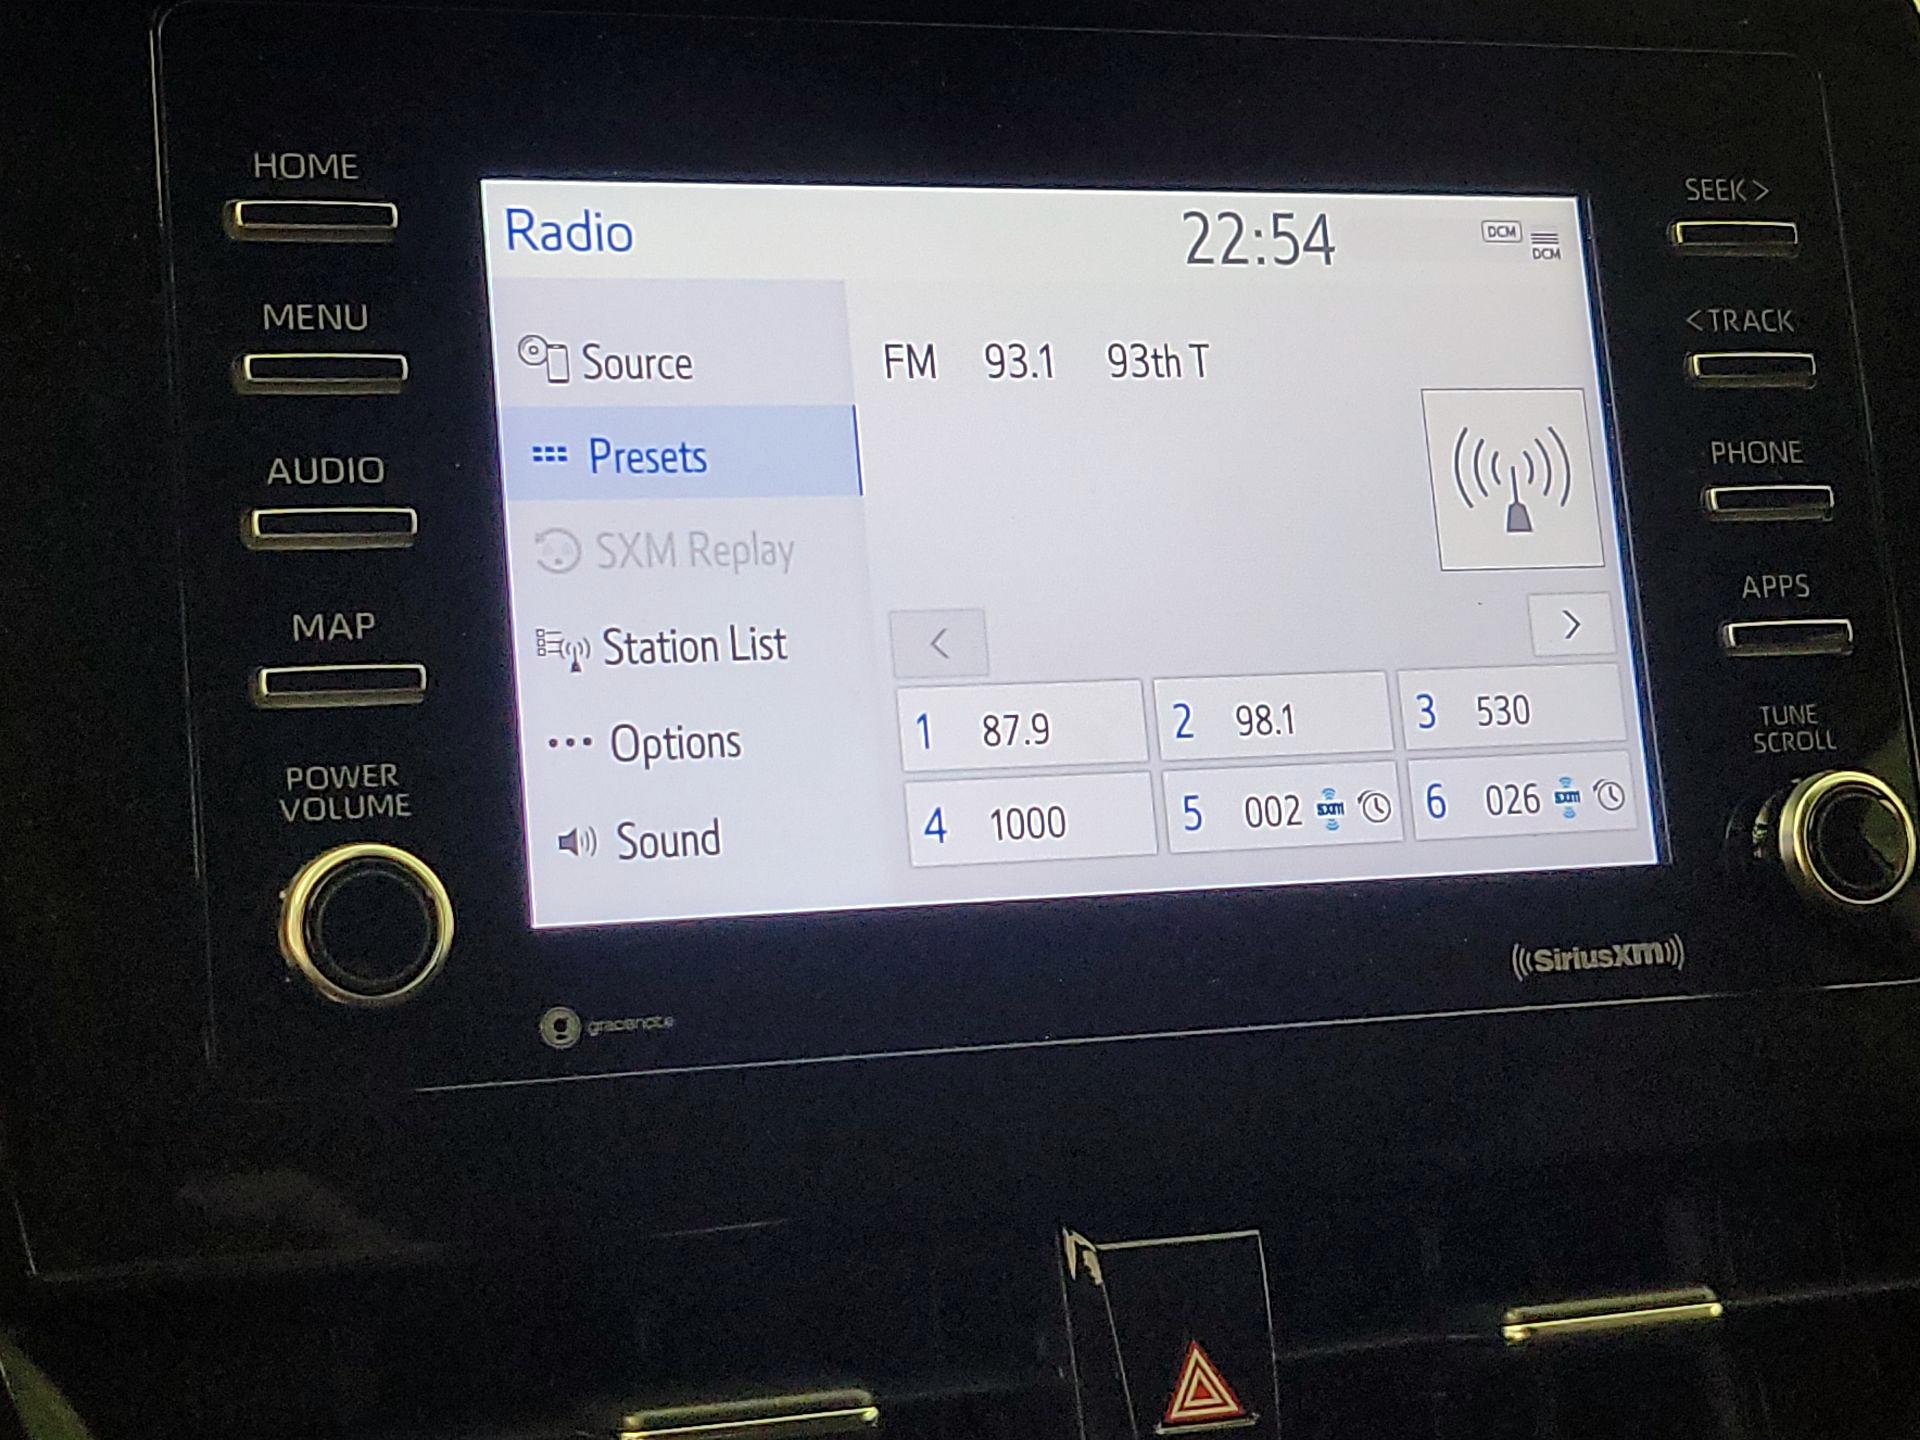 HOME
MENU
AUDIO
MAP
POWER
VOLUME
Radio
22:54
DCM
DCM
Source
Presets
SXM Replay
Station List
Options
Sound
FM 93.1 93th T
<
>
1 87.9
2 98.1
3 530
4 1000
5 002 sxm
6 026 sxm
SEEK >
< TRACK
PHONE
APPS
TUNE
SCROLL
gracenote
((SiriusXM))